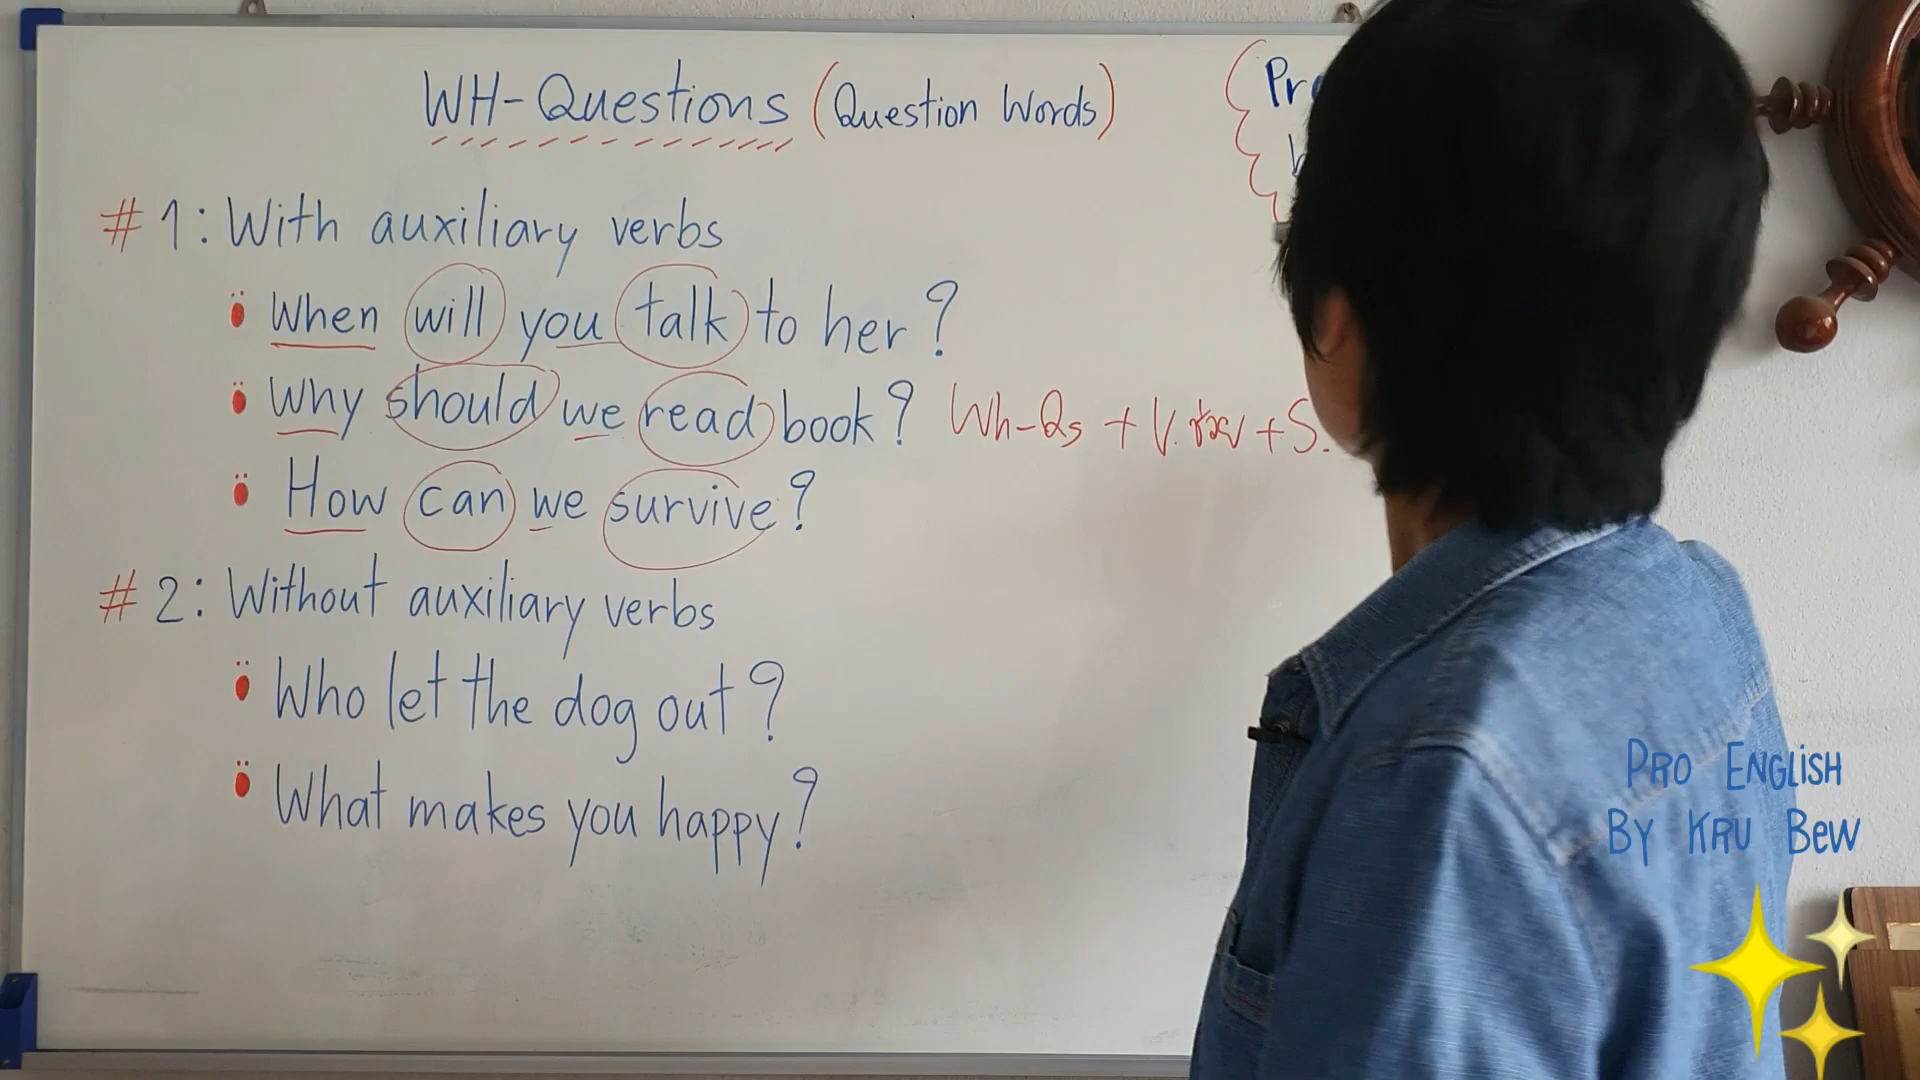 WH-Questions (Question Words)
#1: With auxiliary verbs
When will you talk to her?
Why should we read book? Wh-Qs + V. ช่วย + S.
How can we survive?
#2: Without auxiliary verbs
Who let the dog out?
What makes you happy?
PRO ENGLISH
BY KRU BEW